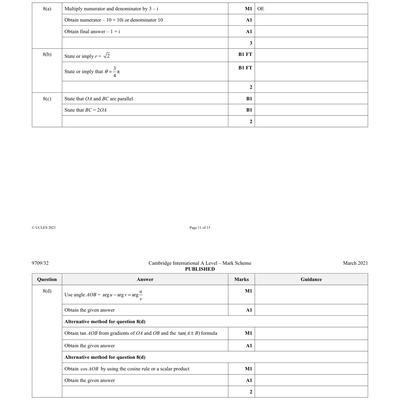 8(a) Multiply numerator and denominator by 3 – i M1 OE
Obtain numerator – 10 + 10i or denominator 10 A1
Obtain final answer – 1 + i A1
3
8(b) State or imply r = √2 B1 FT
State or imply that θ = 3/4 π B1 FT
2
8(c) State that OA and BC are parallel B1
State that BC = 2OA B1
2
© UCLES 2021 Page 11 of 15
9709/32 Cambridge International A Level – Mark Scheme March 2021
PUBLISHED
Question Answer Marks Guidance
8(d) Use angle AOB = arg u – arg v = arg u/v M1
Obtain the given answer A1
Alternative method for question 8(d)
Obtain tan AOB from gradients of OA and OB and the tan(A ± B) formula M1
Obtain the given answer A1
Alternative method for question 8(d)
Obtain cos AOB by using the cosine rule or a scalar product M1
Obtain the given answer A1
2